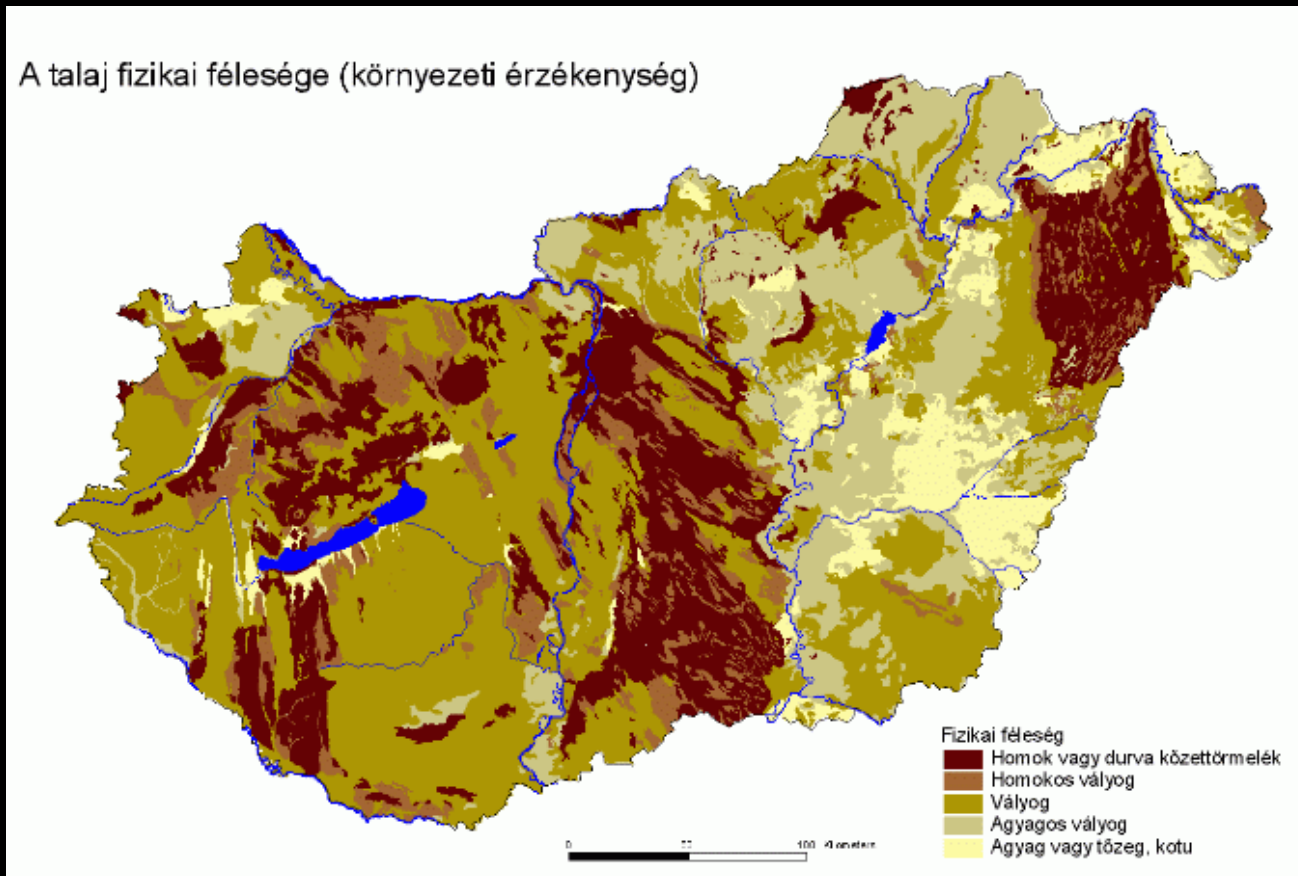 A talaj fizikai félesége (környezeti érzékenység)
Fizikai féleség
Homok vagy durva kőzettörmelék
Homokos vályog
Vályog
Agyagos vályog
Agyag vagy tőzeg, kotu
0 50 100 Kilometers